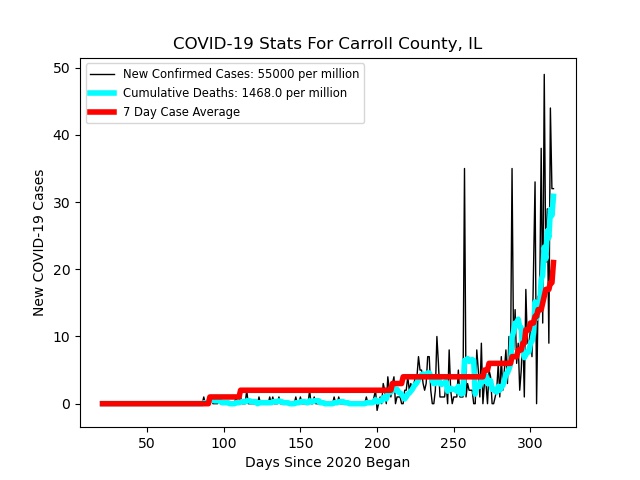 COVID-19 Stats For Carroll County, IL
New Confirmed Cases: 55000 per million
Cumulative Deaths: 1468.0 per million
7 Day Case Average
New COVID-19 Cases
50
40
30
20
10
0
50 100 150 200 250 300
Days Since 2020 Began